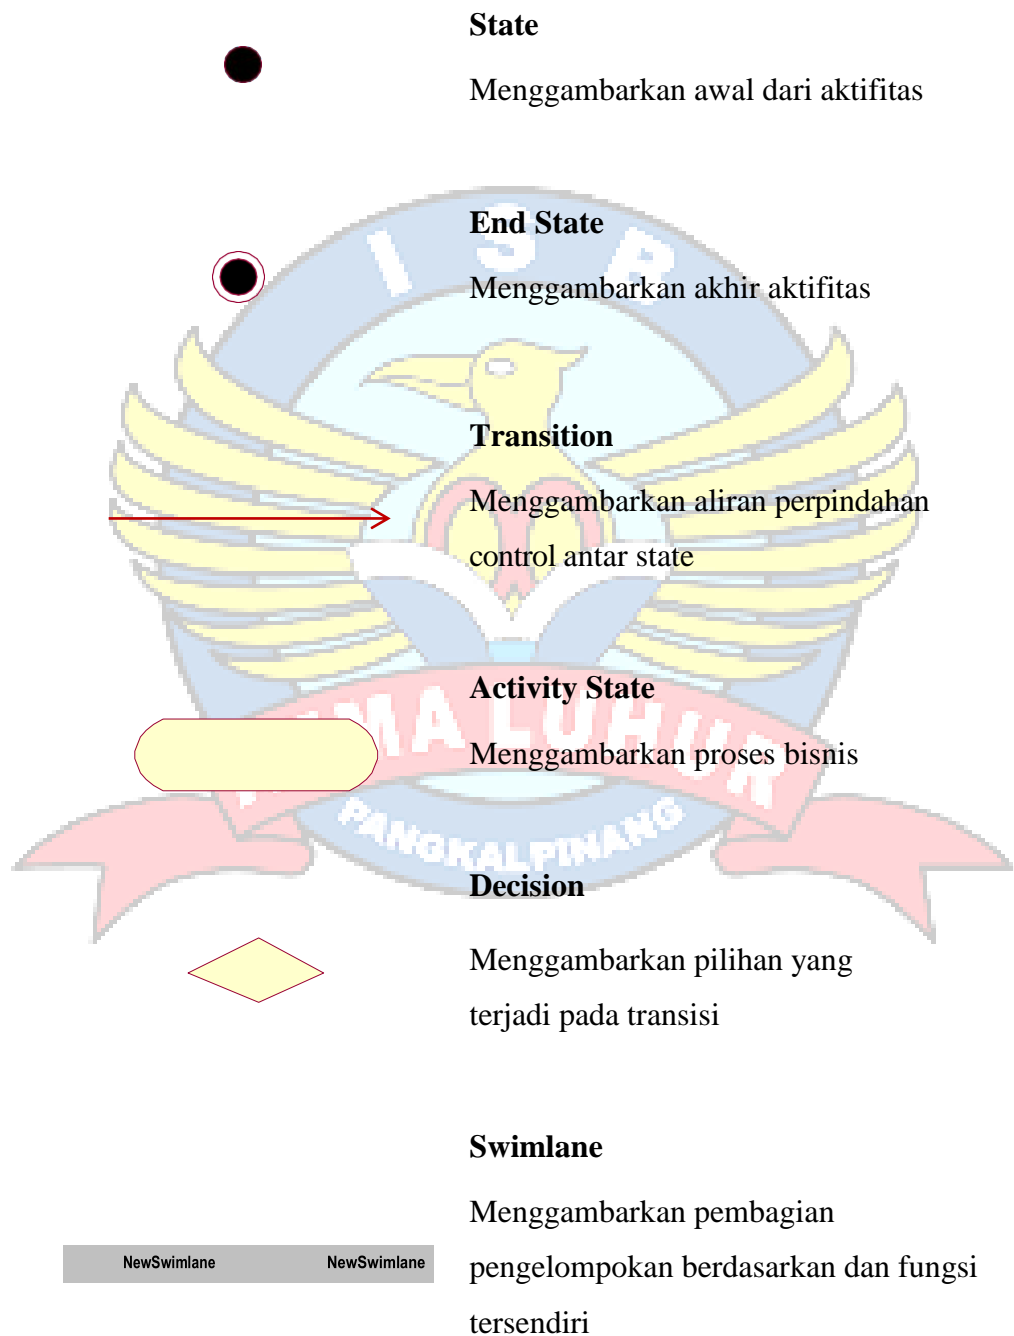 State
Menggambarkan awal dari aktifitas
I S B
End State
Menggambarkan akhir aktifitas
Transition
Menggambarkan aliran perpindahan
control antar state
Activity State
LUHUR
Menggambarkan proses bisnis
PANGKALPINANG
Decision
Menggambarkan pilihan yang
terjadi pada transisi
Swimlane
Menggambarkan pembagian
NewSwimlane NewSwimlane
pengelompokan berdasarkan dan fungsi
tersendiri